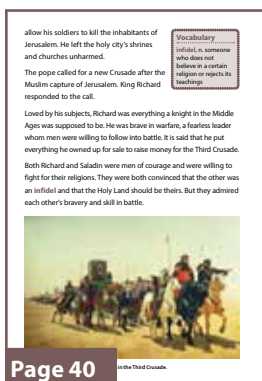 allow his soldiers to kill the inhabitants of
Jerusalem. He left the holy city's shrines
and churches unharmed.
The pope called for a new Crusade after the
Muslim capture of Jerusalem. King Richard
responded to the call.
Vocabulary
infidel, n. someone
who does not
believe in a certain
religion or rejects its
teachings
Loved by his subjects, Richard was everything a knight in the Middle
Ages was supposed to be. He was brave in warfare, a fearless leader
whom men were willing to follow into battle. It is said that he put
everything he owned up for sale to raise money for the Third Crusade.
Both Richard and Saladin were men of courage and were willing to
fight for their religions. They were both convinced that the other was
an infidel and that the Holy Land should be theirs. But they admired
each other's bravery and skill in battle.
in the Third Crusade.
Page 40